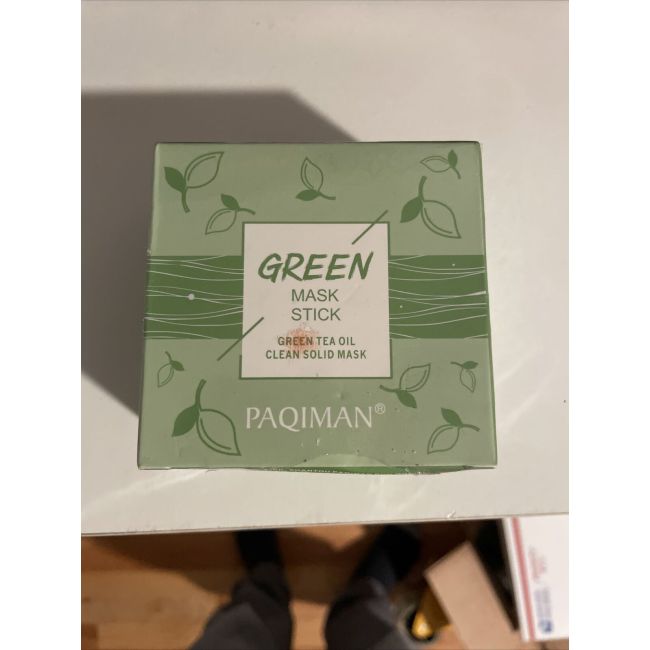 GREEN
MASK
STICK
GREEN TEA OIL
CLEAN SOLID MASK
PAQIMAN®